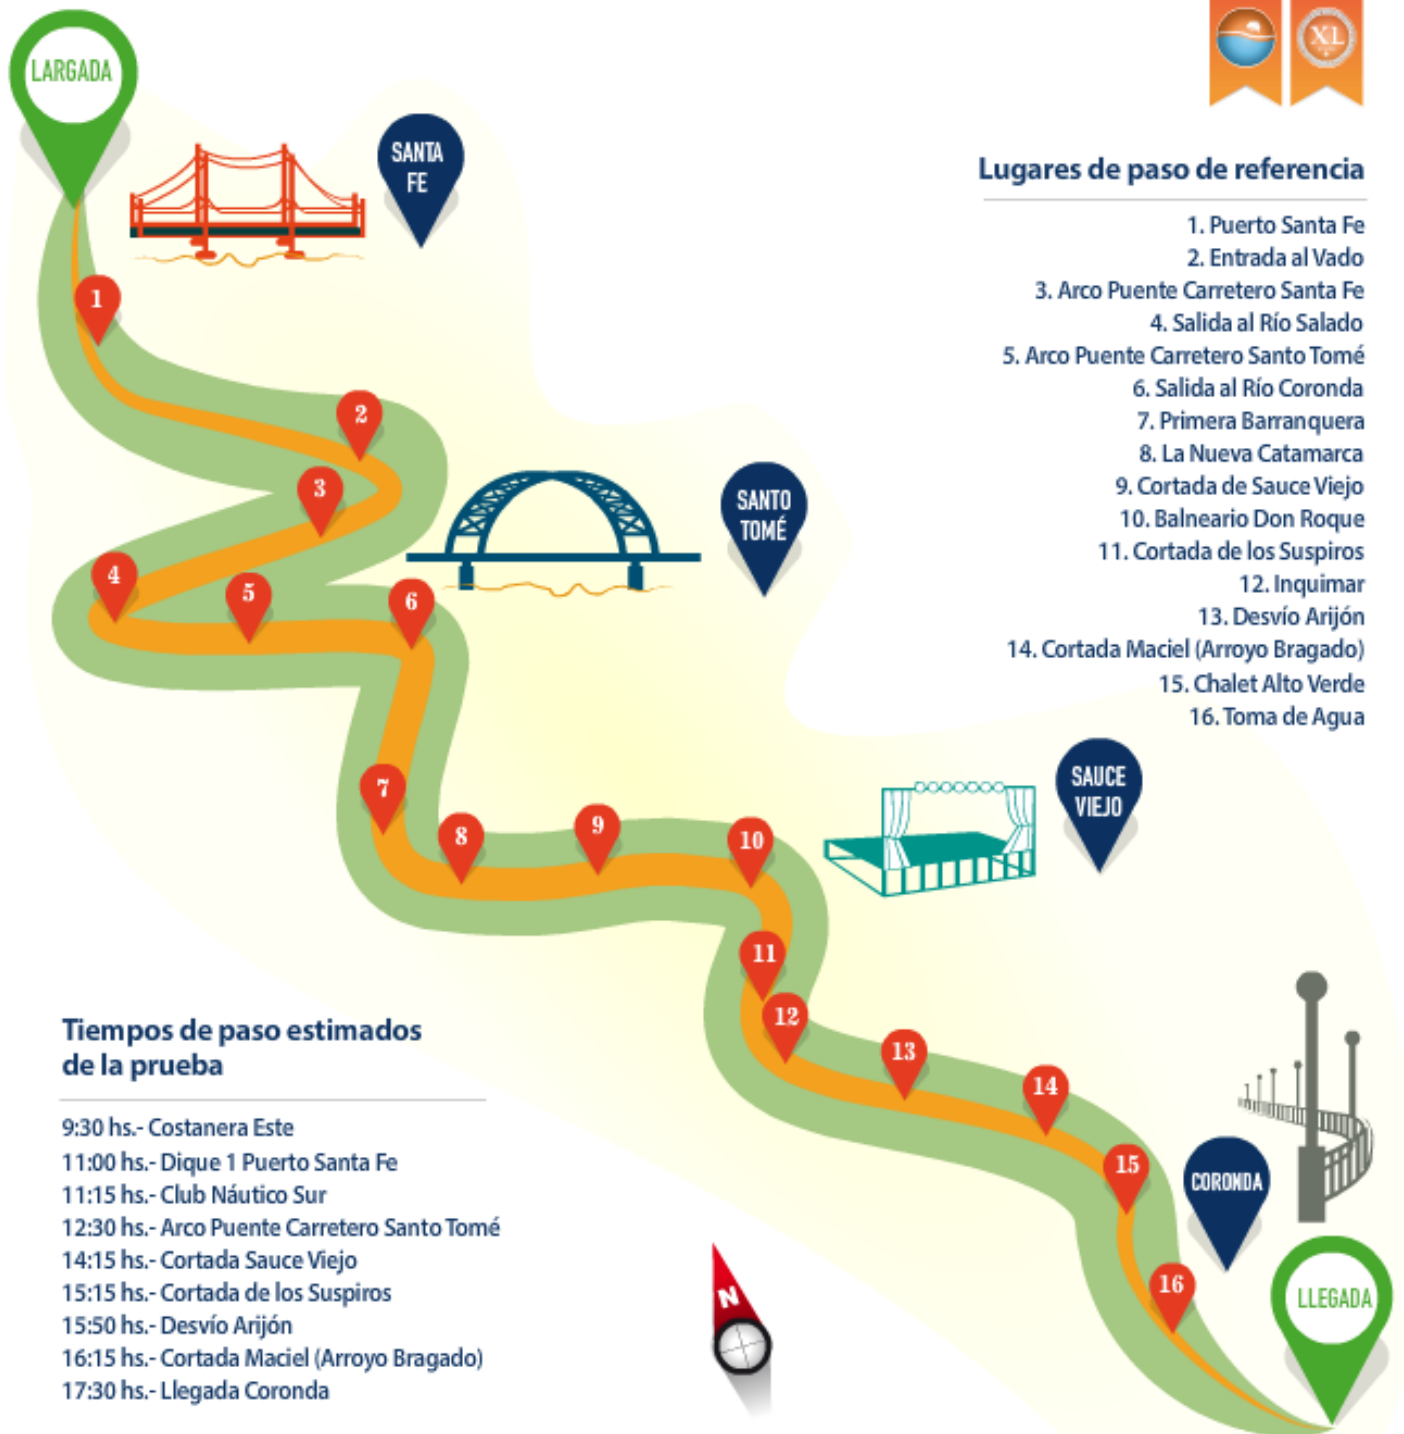 LARGADA
SANTA
FE
XL
Lugares de paso de referencia
1. Puerto Santa Fe
2. Entrada al Vado
3. Arco Puente Carretero Santa Fe
4. Salida al Río Salado
5. Arco Puente Carretero Santo Tomé
6. Salida al Río Coronda
7. Primera Barranquera
8. La Nueva Catamarca
9. Cortada de Sauce Viejo
10. Balneario Don Roque
11. Cortada de los Suspiros
12. Inquimar
13. Desvío Arijón
14. Cortada Maciel (Arroyo Bragado)
15. Chalet Alto Verde
16. Toma de Agua
1
2
3
4
5
6
SANTO
TOMÉ
7
8
9
10
SAUCE
VIEJO
11
12
13
14
15
16
CORONDA
LLEGADA
N
Tiempos de paso estimados
de la prueba
9:30 hs.- Costanera Este
11:00 hs.- Dique 1 Puerto Santa Fe
11:15 hs.- Club Náutico Sur
12:30 hs.- Arco Puente Carretero Santo Tomé
14:15 hs.- Cortada Sauce Viejo
15:15 hs.- Cortada de los Suspiros
15:50 hs.- Desvío Arijón
16:15 hs.- Cortada Maciel (Arroyo Bragado)
17:30 hs.- Llegada Coronda